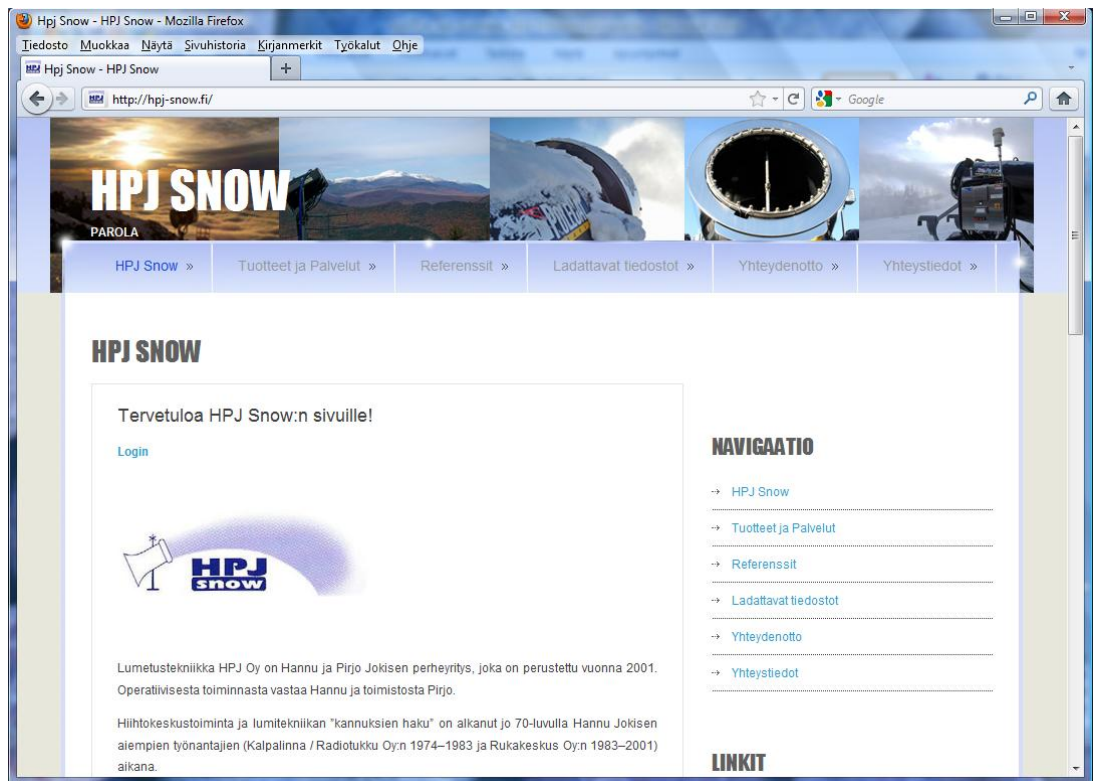 Hpj Snow - HPJ Snow - Mozilla Firefox
Tiedosto Muokkaa Näytä Sivuhistoria Kirjanmerkit Työkalut Ohje
HPJ Hpj Snow - HPJ Snow +
HPJ http://hpj-snow.fi/ Google
HPJ SNOW
PAROLA
HPJ Snow » Tuotteet ja Palvelut » Referenssit » Ladattavat tiedostot » Yhteydenotto » Yhteystiedot »
HPJ SNOW
Tervetuloa HPJ Snow:n sivuille!
Login
HPJ
snow
Lumetustekniikka HPJ Oy on Hannu ja Pirjo Jokisen perheyritys, joka on perustettu vuonna 2001.
Operatiivisesta toiminnasta vastaa Hannu ja toimistosta Pirjo.
Hiihtokeskustoiminta ja lumitekniikan "kannuksien haku" on alkanut jo 70-luvulla Hannu Jokisen
aiempien työnantajien (Kalpalinna / Radiotukku Oy:n 1974–1983 ja Rukakeskus Oy:n 1983–2001)
aikana.
NAVIGAATIO
→ HPJ Snow
→ Tuotteet ja Palvelut
→ Referenssit
→ Ladattavat tiedostot
→ Yhteydenotto
→ Yhteystiedot
LINKIT